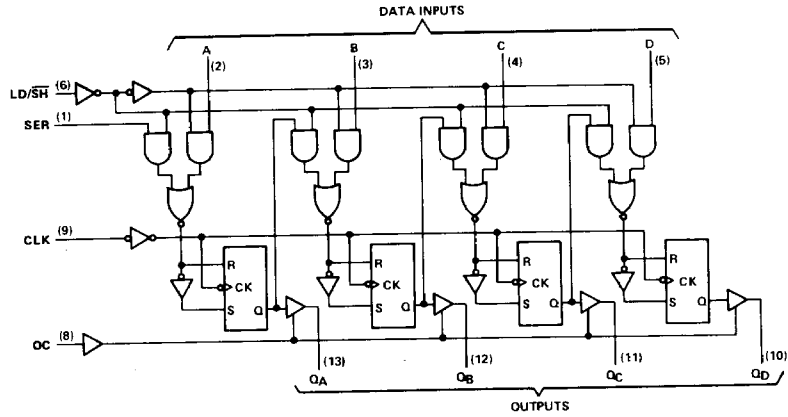 DATA INPUTS
A B C D
(2) (3) (4) (5)
LD/S̅H̅ (6)
SER (1)
CLK (9)
R R R R
CK CK CK CK
S Q S Q S Q S Q
OC (8)
(13) (12) (11) (10)
QA QB QC QD
OUTPUTS